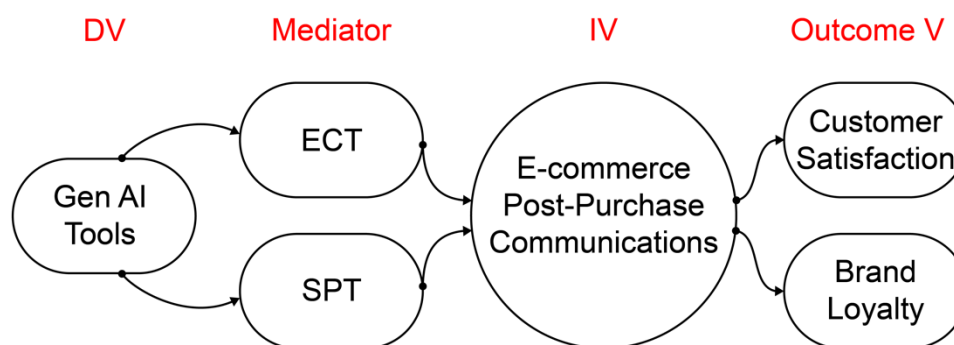 DV
Mediator
IV
Outcome V
Gen AI
Tools
ECT
SPT
E-commerce
Post-Purchase
Communications
Customer
Satisfaction
Brand
Loyalty